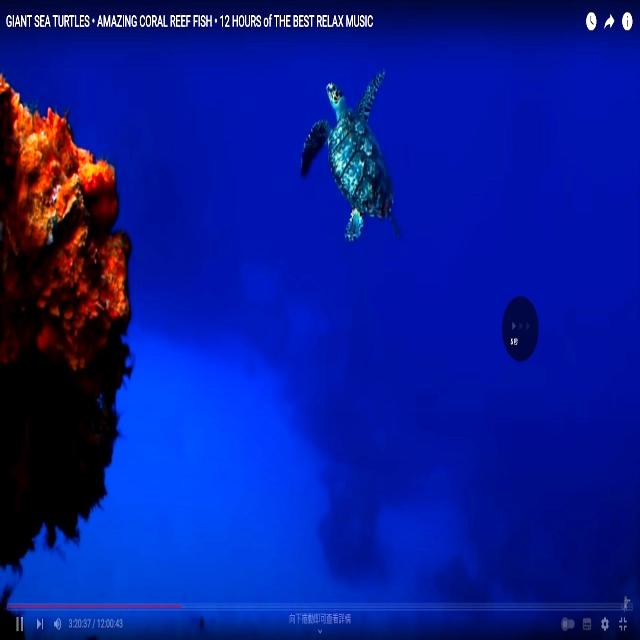 GIANT SEA TURTLES • AMAZING CORAL REEF FISH • 12 HOURS of THE BEST RELAX MUSIC
5 秒
3:20:37 / 12:00:43
向下捲動即可查看詳情